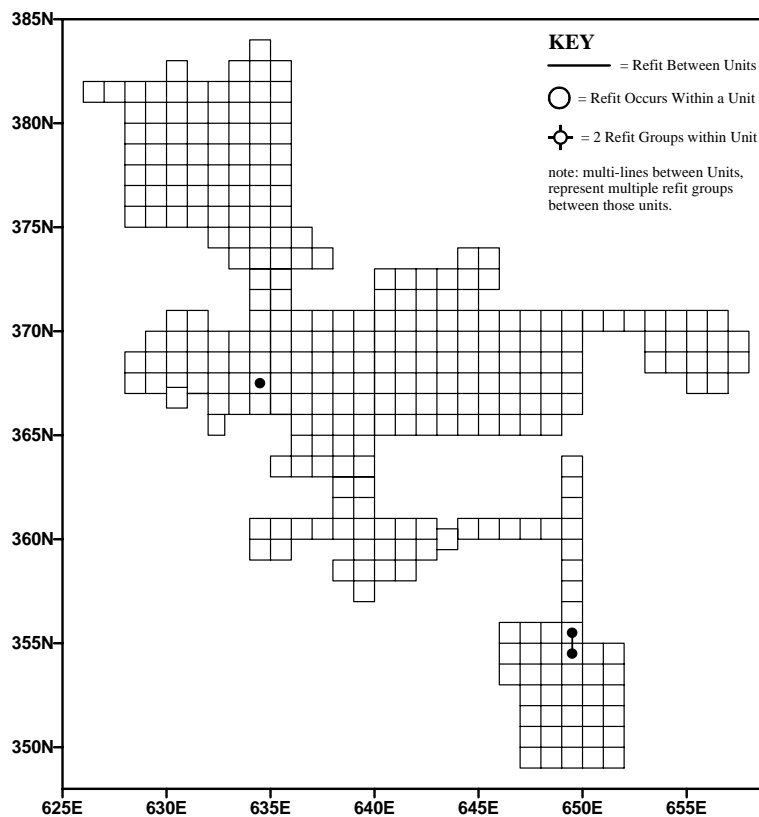 385N
380N
375N
370N
365N
360N
355N
350N
625E 630E 635E 640E 645E 650E 655E
KEY
= Refit Between Units
= Refit Occurs Within a Unit
= 2 Refit Groups within Unit
note: multi-lines between Units,
represent multiple refit groups
between those units.